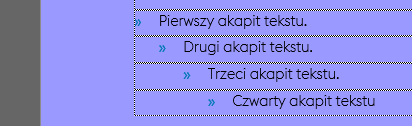 » Pierwszy akapit tekstu.
» Drugi akapit tekstu.
» Trzeci akapit tekstu.
» Czwarty akapit tekstu